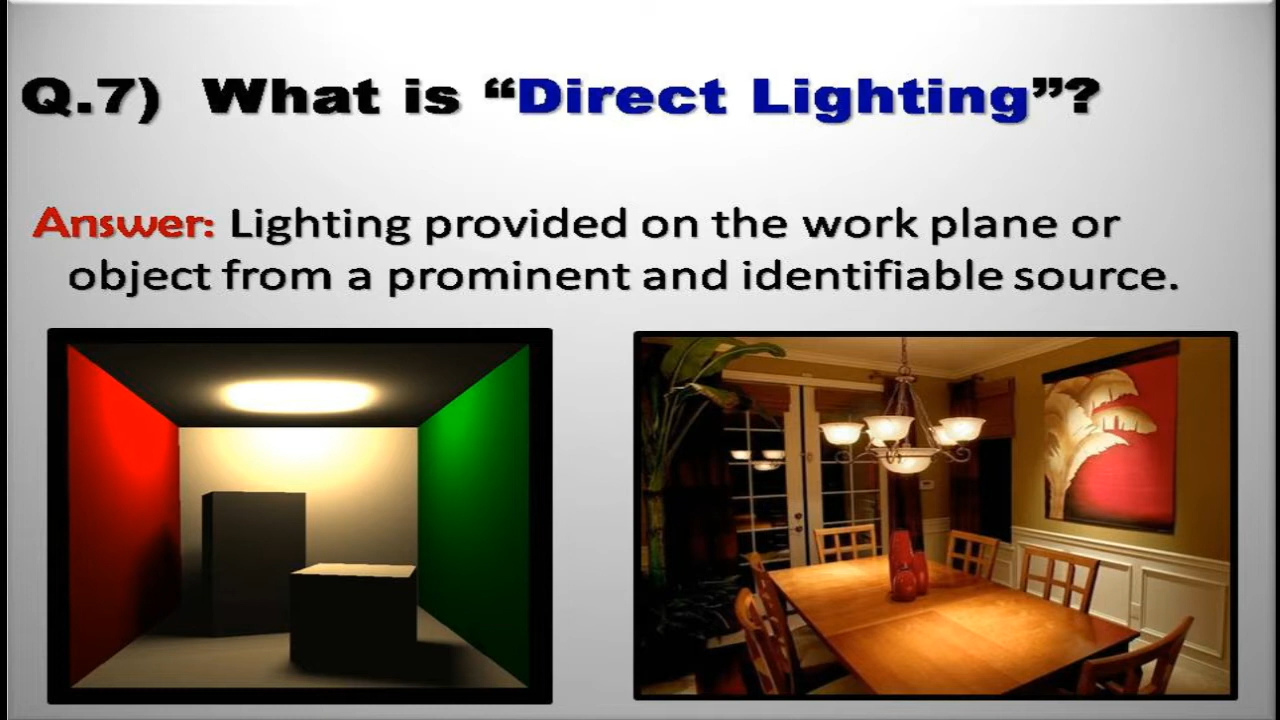 Q.7) What is “Direct Lighting”?
Answer: Lighting provided on the work plane or
object from a prominent and identifiable source.